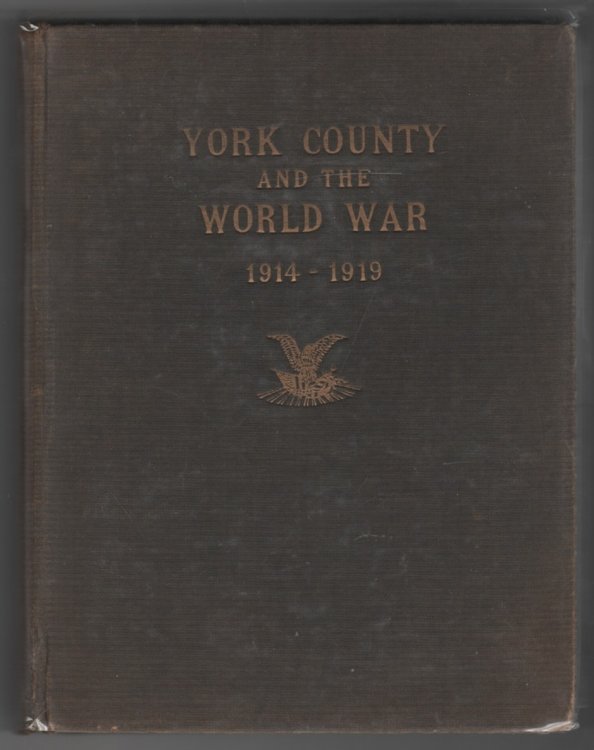 YORK COUNTY
AND THE
WORLD WAR
1914 - 1919